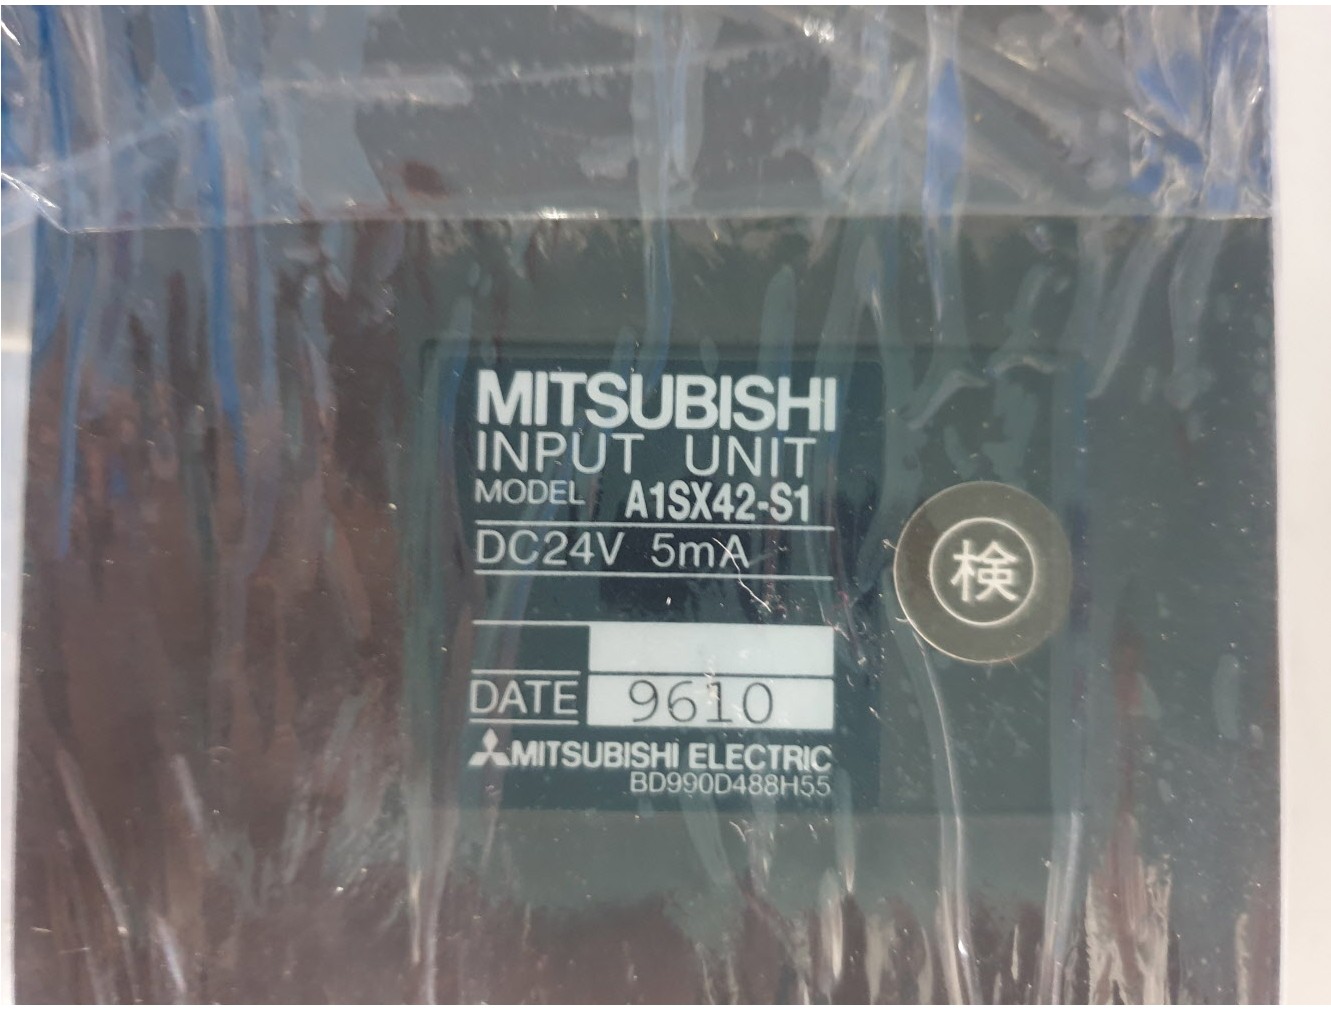 MITSUBISHI
INPUT UNIT
MODEL A1SX42-S1
DC24V 5mA
検
DATE 9610
MITSUBISHI ELECTRIC
BD990D488H55